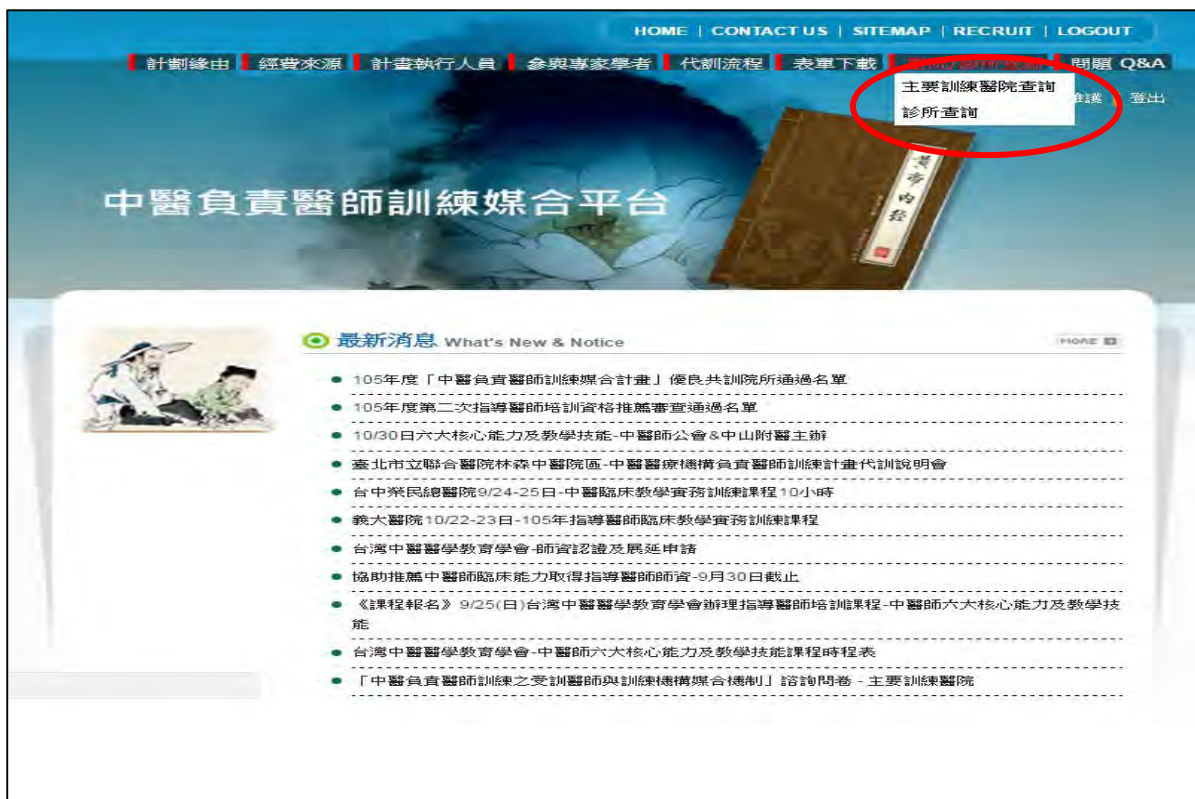 HOME | CONTACT US | SITEMAP | RECRUIT | LOGOUT
計劃緣由 經費來源 計畫執行人員 參與專家學者 代訓流程 表單下載 問題 Q&A
主要訓練醫院查詢
診所查詢
維護 登出
黃帝內經
中醫負責醫師訓練媒合平台
最新消息 What's New & Notice
MORE
105年度「中醫負責醫師訓練媒合計畫」優良共訓院所通過名單
105年度第二次指導醫師培訓資格推薦審查通過名單
10/30日六大核心能力及教學技能-中醫師公會&中山附醫主辦
臺北市立聯合醫院林森中醫院區-中醫醫療機構負責醫師訓練計畫代訓說明會
台中榮民總醫院9/24-25日-中醫臨床教學實務訓練課程10小時
義大醫院10/22-23日-105年指導醫師臨床教學實務訓練課程
台灣中醫醫學教育學會-師資認證及展延申請
協助推薦中醫師臨床能力取得指導醫師師資-9月30日截止
《課程報名》9/25(日)台灣中醫醫學教育學會辦理指導醫師培訓課程-中醫師六大核心能力及教學技
能
台灣中醫醫學教育學會-中醫師六大核心能力及教學技能課程時程表
「中醫負責醫師訓練之受訓醫師與訓練機構媒合機制」諮詢問卷 - 主要訓練醫院